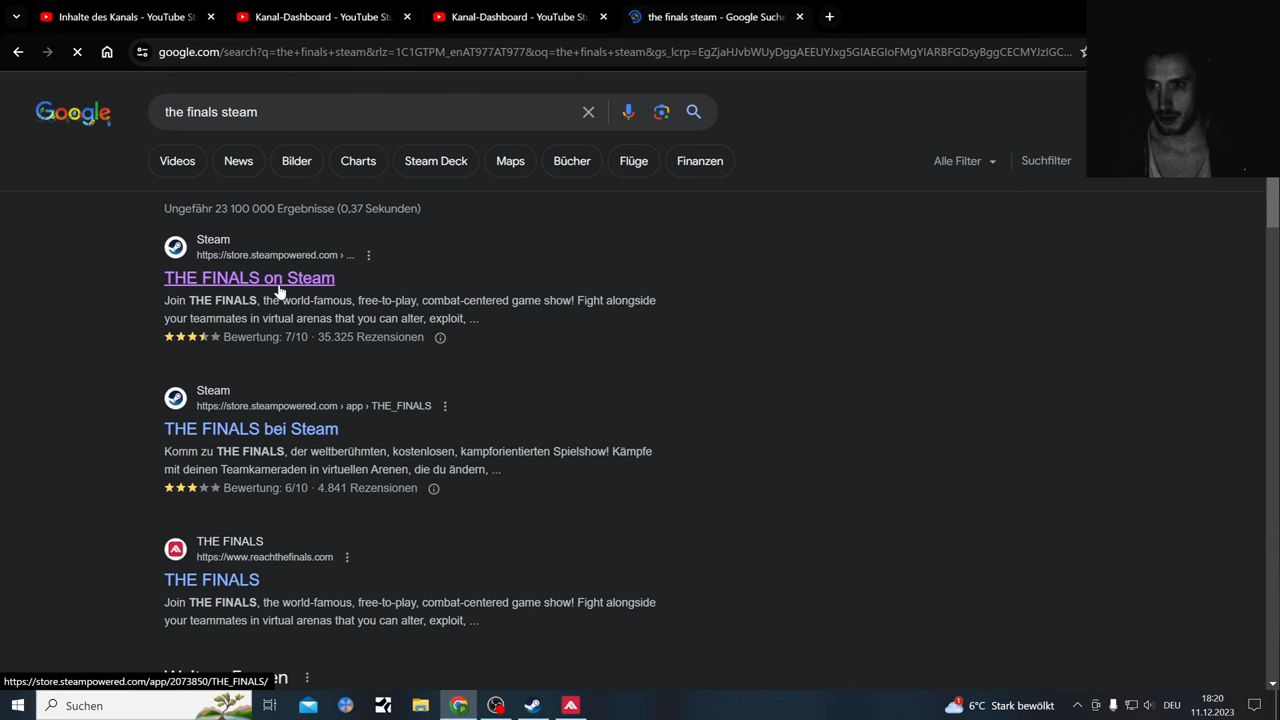 Inhalte des Kanals - YouTube St
Kanal-Dashboard - YouTube Stu
Kanal-Dashboard - YouTube Stu
the finals steam - Google Suche
google.com/search?q=the+finals+steam&rlz=1C1GTPM_enAT977AT977&oq=the+finals+steam&gs_lcrp=EgZjaHJvbWUyDggAEEUYJxg5GIAEGIoFMgYIARBFGDsyBggCECMYJzIGC...
Google
the finals steam
Videos
News
Bilder
Charts
Steam Deck
Maps
Bücher
Flüge
Finanzen
Alle Filter
Suchfilter
Ungefähr 23 100 000 Ergebnisse (0,37 Sekunden)
Steam
https://store.steampowered.com › ...
THE FINALS on Steam
Join THE FINALS, the world-famous, free-to-play, combat-centered game show! Fight alongside
your teammates in virtual arenas that you can alter, exploit, ...
Bewertung: 7/10 · 35.325 Rezensionen
Steam
https://store.steampowered.com › app › THE_FINALS
THE FINALS bei Steam
Komm zu THE FINALS, der weltberühmten, kostenlosen, kampforientierten Spielshow! Kämpfe
mit deinen Teamkameraden in virtuellen Arenen, die du ändern, ...
Bewertung: 6/10 · 4.841 Rezensionen
THE FINALS
https://www.reachthefinals.com
THE FINALS
Join THE FINALS, the world-famous, free-to-play, combat-centered game show! Fight alongside
your teammates in virtual arenas that you can alter, exploit, ...
https://store.steampowered.com/app/2073850/THE_FINALS/
Suchen
6°C Stark bewölkt
DEU
18:20
11.12.2023